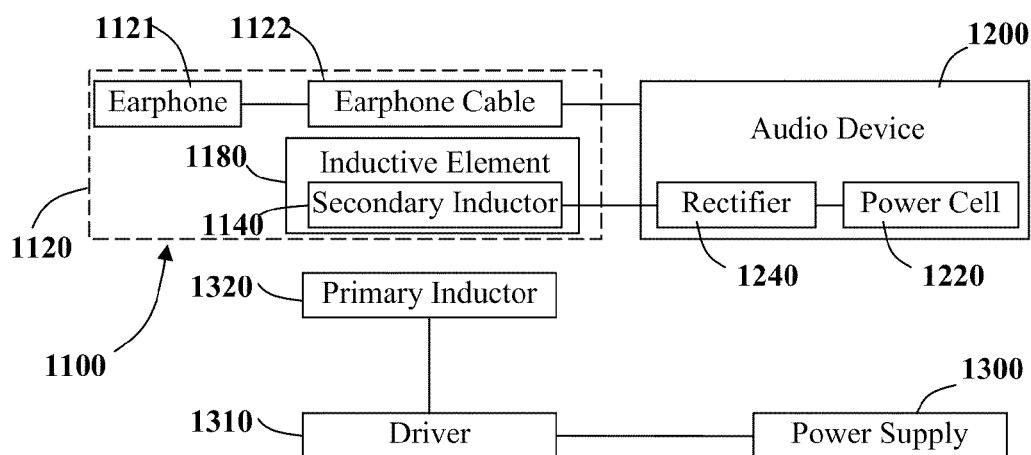 1121
1122
1200
Earphone
Earphone Cable
Audio Device
1180
Inductive Element
1140
Secondary Inductor
Rectifier
Power Cell
1120
1320
Primary Inductor
1240
1220
1100
1300
1310
Driver
Power Supply